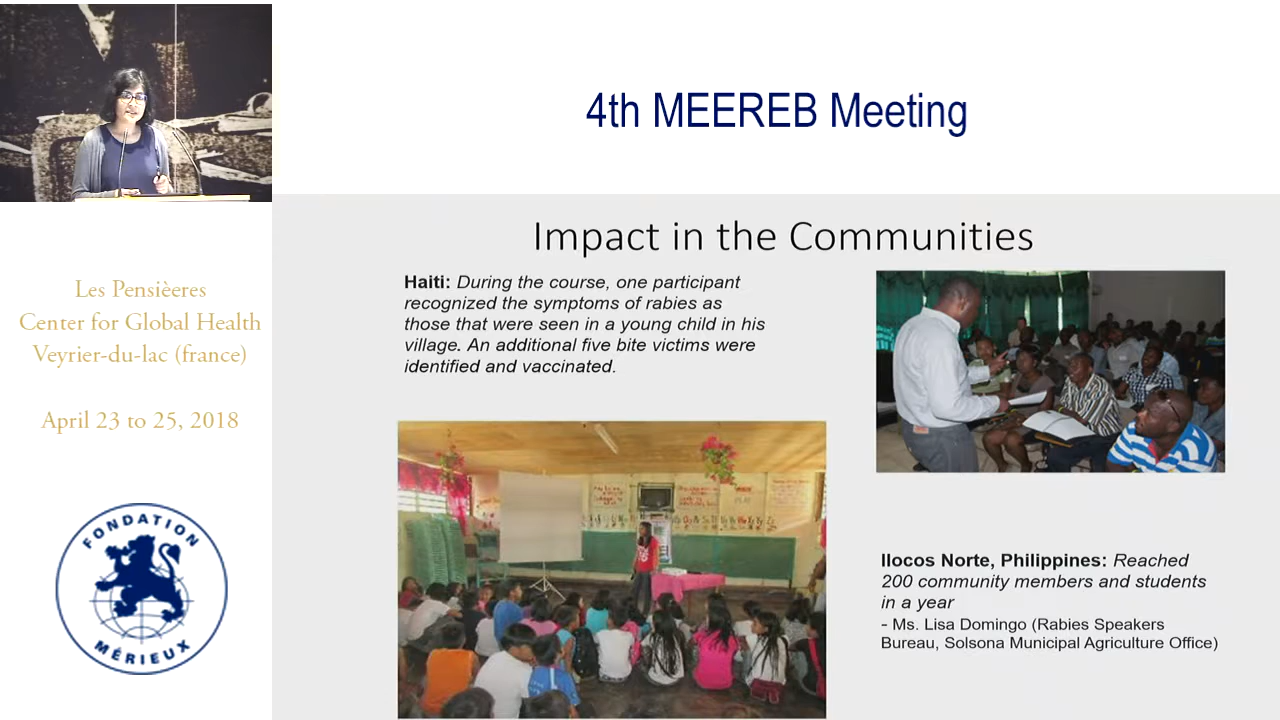 4th MEEREB Meeting
Les Pensièeres
Center for Global Health
Veyrier-du-lac (france)
April 23 to 25, 2018
FONDATION
MÉRIEUX
Impact in the Communities
Haiti: During the course, one participant
recognized the symptoms of rabies as
those that were seen in a young child in his
village. An additional five bite victims were
identified and vaccinated.
Ilocos Norte, Philippines: Reached
200 community members and students
in a year
- Ms. Lisa Domingo (Rabies Speakers
Bureau, Solsona Municipal Agriculture Office)